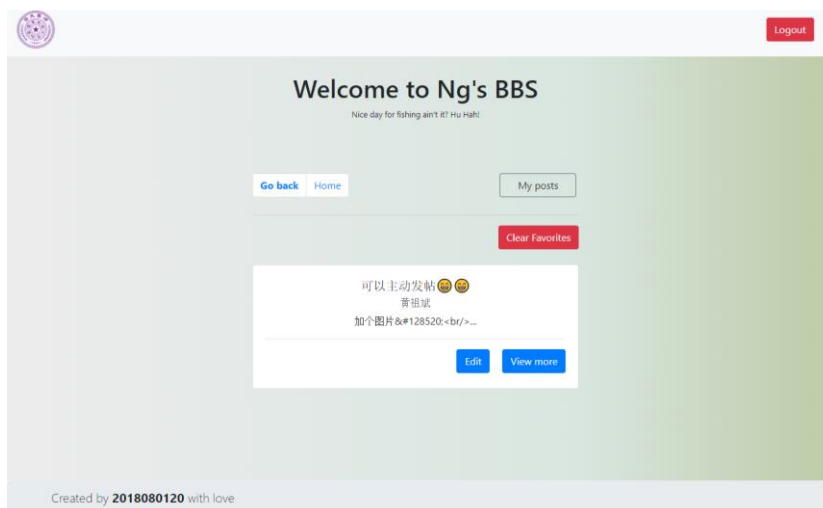 Logout
Welcome to Ng's BBS
Nice day for fishing ain't it? Hu Hah!
Go back Home My posts
Clear Favorites
可以主动发帖😁😁
黄祖斌
加个图片&#128520;<br/>...
Edit View more
Created by 2018080120 with love